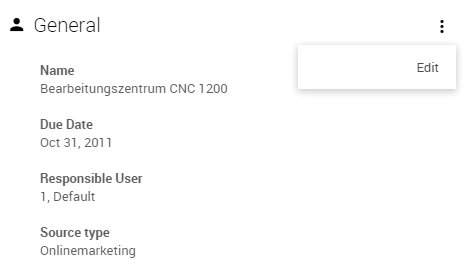 General
Edit
Name
Bearbeitungszentrum CNC 1200
Due Date
Oct 31, 2011
Responsible User
1, Default
Source type
Onlinemarketing